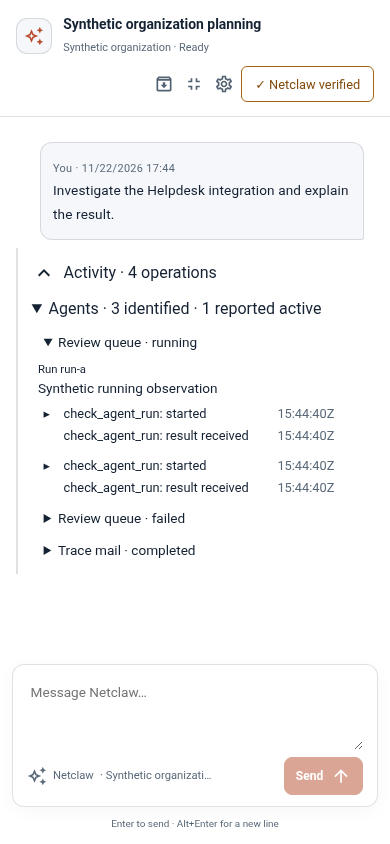 Synthetic organization planning
Synthetic organization · Ready
✓ Netclaw verified
You · 11/22/2026 17:44
Investigate the Helpdesk integration and explain
the result.
Activity · 4 operations
Agents · 3 identified · 1 reported active
Review queue · running
Run run-a
Synthetic running observation
check_agent_run: started 15:44:40Z
check_agent_run: result received 15:44:40Z
check_agent_run: started 15:44:40Z
check_agent_run: result received 15:44:40Z
Review queue · failed
Trace mail · completed
Message Netclaw…
Netclaw · Synthetic organizati…
Send
Enter to send · Alt+Enter for a new line